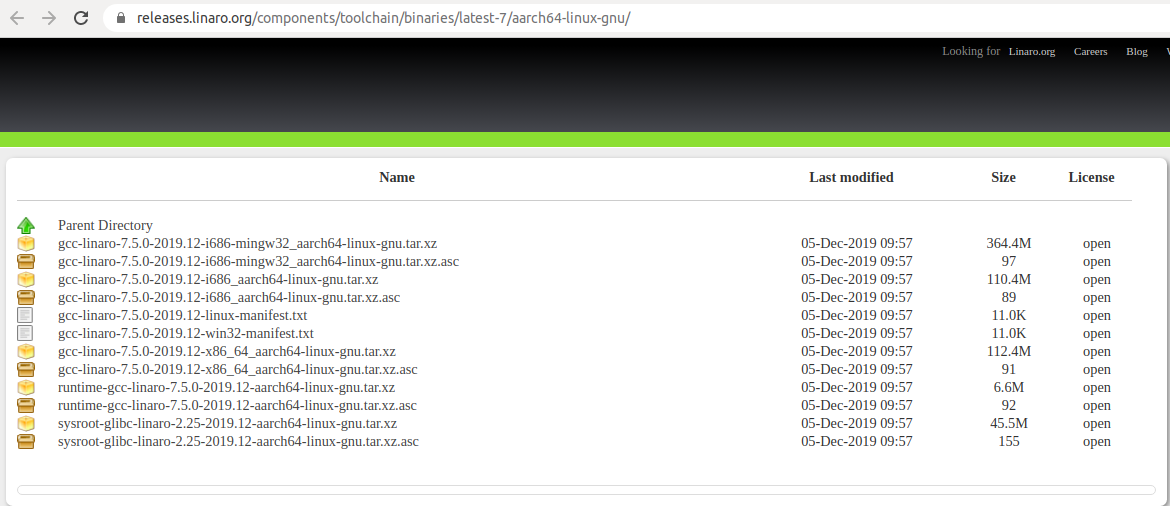 releases.linaro.org/components/toolchain/binaries/latest-7/aarch64-linux-gnu/
Looking for Linaro.org Careers Blog
Name Last modified Size License
Parent Directory
gcc-linaro-7.5.0-2019.12-i686-mingw32_aarch64-linux-gnu.tar.xz 05-Dec-2019 09:57 364.4M open
gcc-linaro-7.5.0-2019.12-i686-mingw32_aarch64-linux-gnu.tar.xz.asc 05-Dec-2019 09:57 97 open
gcc-linaro-7.5.0-2019.12-i686_aarch64-linux-gnu.tar.xz 05-Dec-2019 09:57 110.4M open
gcc-linaro-7.5.0-2019.12-i686_aarch64-linux-gnu.tar.xz.asc 05-Dec-2019 09:57 89 open
gcc-linaro-7.5.0-2019.12-linux-manifest.txt 05-Dec-2019 09:57 11.0K open
gcc-linaro-7.5.0-2019.12-win32-manifest.txt 05-Dec-2019 09:57 11.0K open
gcc-linaro-7.5.0-2019.12-x86_64_aarch64-linux-gnu.tar.xz 05-Dec-2019 09:57 112.4M open
gcc-linaro-7.5.0-2019.12-x86_64_aarch64-linux-gnu.tar.xz.asc 05-Dec-2019 09:57 91 open
runtime-gcc-linaro-7.5.0-2019.12-aarch64-linux-gnu.tar.xz 05-Dec-2019 09:57 6.6M open
runtime-gcc-linaro-7.5.0-2019.12-aarch64-linux-gnu.tar.xz.asc 05-Dec-2019 09:57 92 open
sysroot-glibc-linaro-2.25-2019.12-aarch64-linux-gnu.tar.xz 05-Dec-2019 09:57 45.5M open
sysroot-glibc-linaro-2.25-2019.12-aarch64-linux-gnu.tar.xz.asc 05-Dec-2019 09:57 155 open